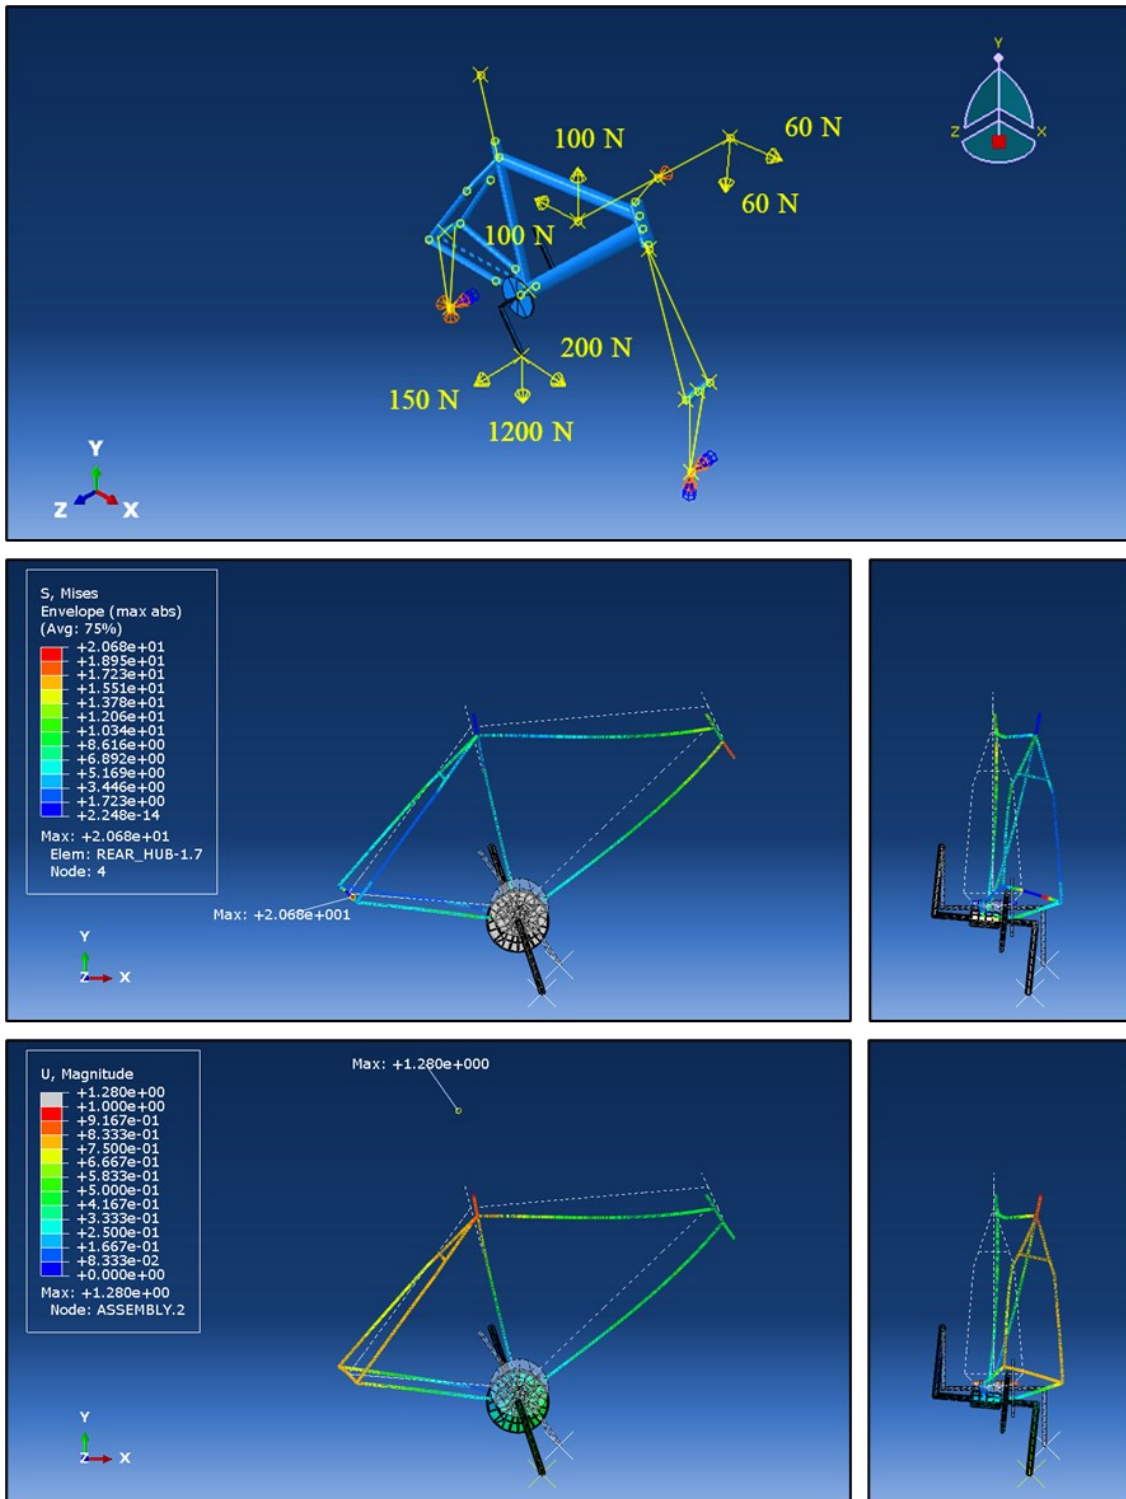 Y
Z
X
100 N
60 N
60 N
100 N
200 N
150 N
1200 N
Y
Z
X
S, Mises
Envelope (max abs)
(Avg: 75%)
+2.068e+01
+1.895e+01
+1.723e+01
+1.551e+01
+1.378e+01
+1.206e+01
+1.034e+01
+8.616e+00
+6.892e+00
+5.169e+00
+3.446e+00
+1.723e+00
+2.248e-14
Max: +2.068e+01
Elem: REAR_HUB-1.7
Node: 4
Max: +2.068e+001
Y
Z
X
Y
Z
X
U, Magnitude
+1.280e+00
+1.000e+00
+9.167e-01
+8.333e-01
+7.500e-01
+6.667e-01
+5.833e-01
+5.000e-01
+4.167e-01
+3.333e-01
+2.500e-01
+1.667e-01
+8.333e-02
+0.000e+00
Max: +1.280e+00
Node: ASSEMBLY.2
Max: +1.280e+000